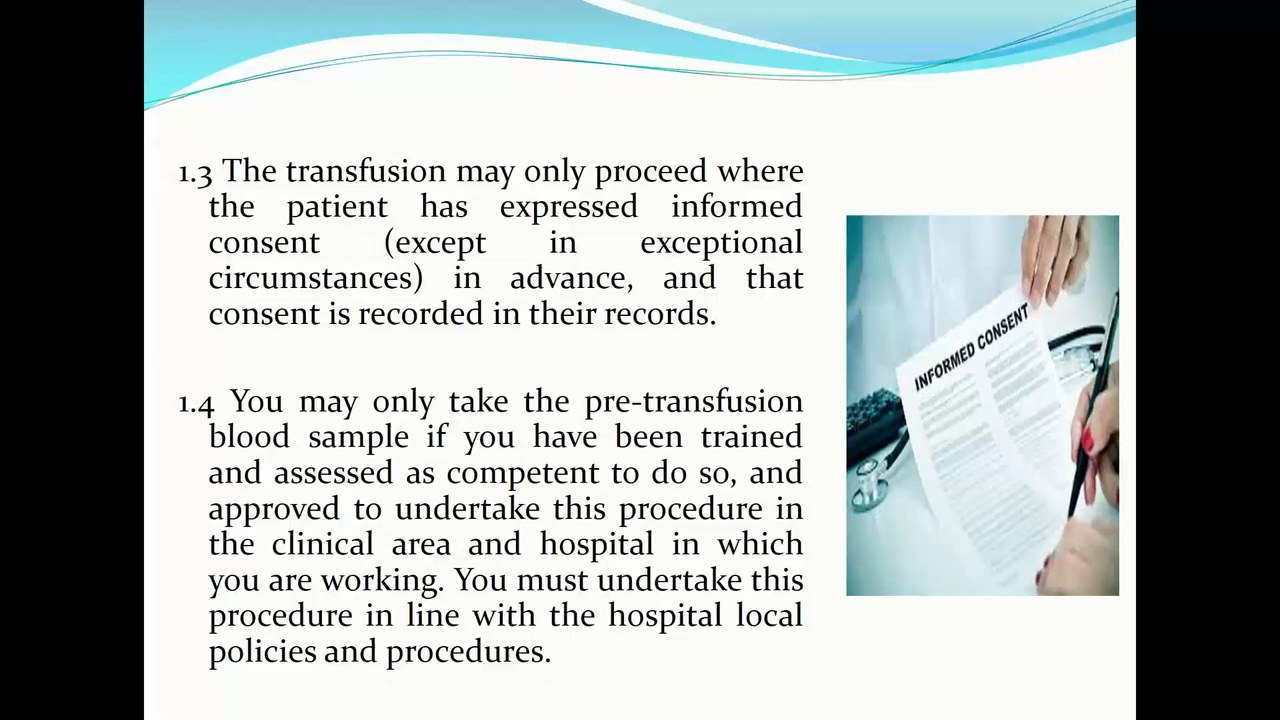 1.3 The transfusion may only proceed where
the patient has expressed informed
consent (except in exceptional
circumstances) in advance, and that
consent is recorded in their records.
1.4 You may only take the pre-transfusion
blood sample if you have been trained
and assessed as competent to do so, and
approved to undertake this procedure in
the clinical area and hospital in which
you are working. You must undertake this
procedure in line with the hospital local
policies and procedures.
INFORMED CONSENT